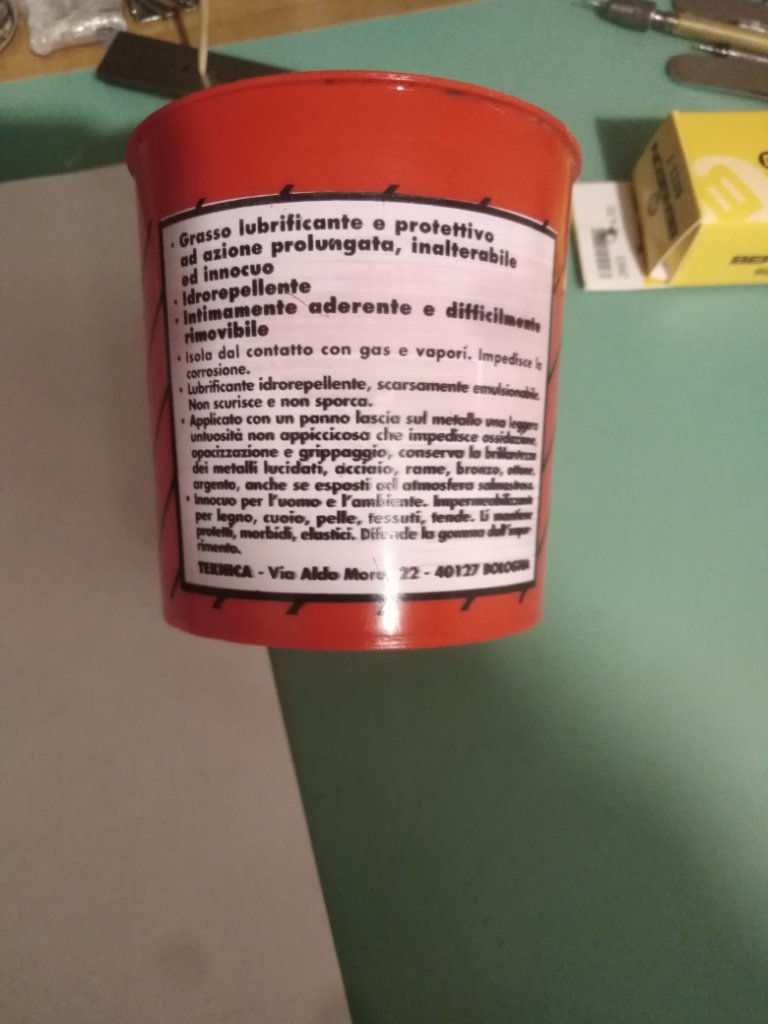 · Grasso lubrificante e protettivo
ad azione prolungata, inalterabile
ed innocuo
· Idrorepellente
· Intimamente aderente e difficilmente
rimovibile
· Isola dal contatto con gas e vapori. Impedisce la
corrosione.
· Lubrificante idrorepellente, scarsamente emulsionabile.
Non scurisce e non sporca.
· Applicato con un panno lascia sul metallo una leggera
untuosità non appiccicosa che impedisce ossidazione,
opacizzazione e grippaggio, conserva la brillantezza
dei metalli lucidati, acciaio, rame, bronzo, ottone,
argento, anche se esposti ad atmosfera salmastrosa.
· Innocuo per l'uomo e l'ambiente. Impermeabilizzante
per legno, cuoio, pelle, tessuti, tende. Li mantiene
protetti, morbidi, elastici. Difende la gomma dall'inpe-
rimento.
TEKNICA - Via Aldo Moro, 22 - 40127 BOLOGNA